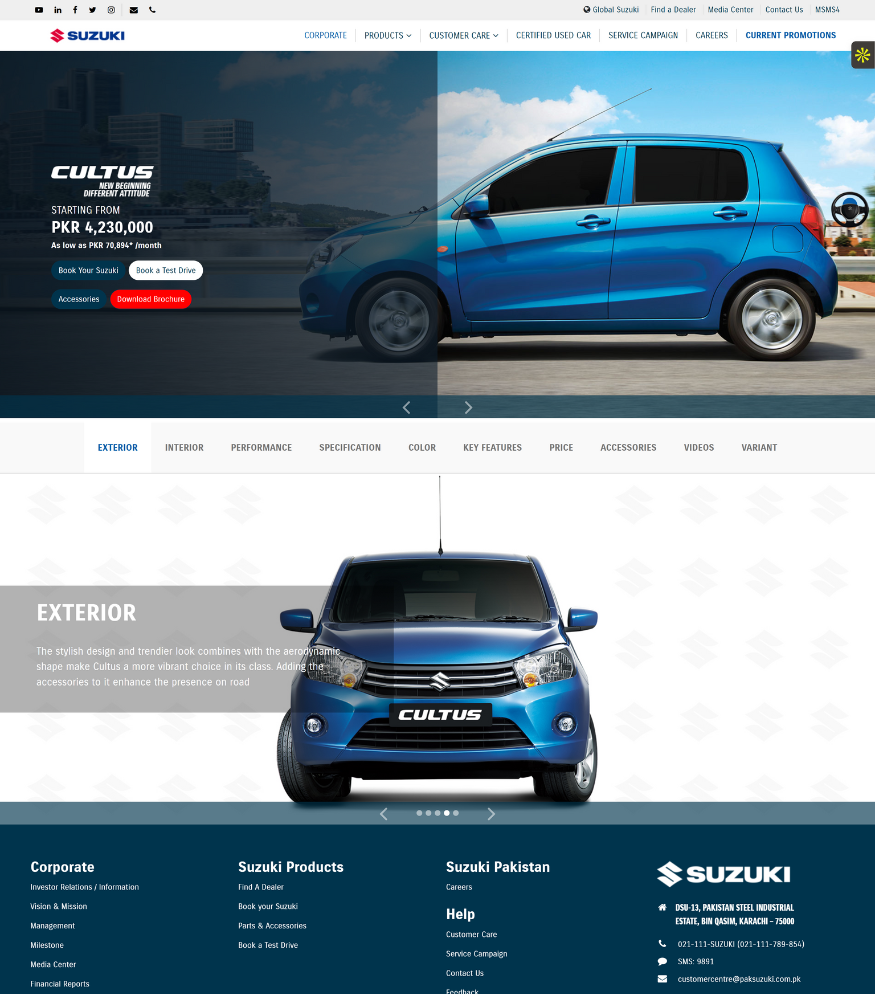 Global Suzuki
Find a Dealer
Media Center
Contact Us
MSMS4
SUZUKI
CORPORATE
PRODUCTS
CUSTOMER CARE
CERTIFIED USED CAR
SERVICE CAMPAIGN
CAREERS
CURRENT PROMOTIONS
CULTUS
NEW BEGINNING
DIFFERENT ATTITUDE
STARTING FROM
PKR 4,230,000
As low as PKR 70,894* /month
Book Your Suzuki
Book a Test Drive
Accessories
Download Brochure
EXTERIOR
INTERIOR
PERFORMANCE
SPECIFICATION
COLOR
KEY FEATURES
PRICE
ACCESSORIES
VIDEOS
VARIANT
EXTERIOR
The stylish design and trendier look combines with the aerodynamic
shape make Cultus a more vibrant choice in its class. Adding the
accessories to it enhance the presence on road
CULTUS
Corporate
Investor Relations / Information
Vision & Mission
Management
Milestone
Media Center
Financial Reports
Suzuki Products
Find A Dealer
Book your Suzuki
Parts & Accessories
Book a Test Drive
Suzuki Pakistan
Careers
Help
Customer Care
Service Campaign
Contact Us
Feedback
SUZUKI
DSU-13, PAKISTAN STEEL INDUSTRIAL
ESTATE, BIN QASIM, KARACHI – 75000
021-111-SUZUKI (021-111-789-854)
SMS: 9891
customercentre@paksuzuki.com.pk